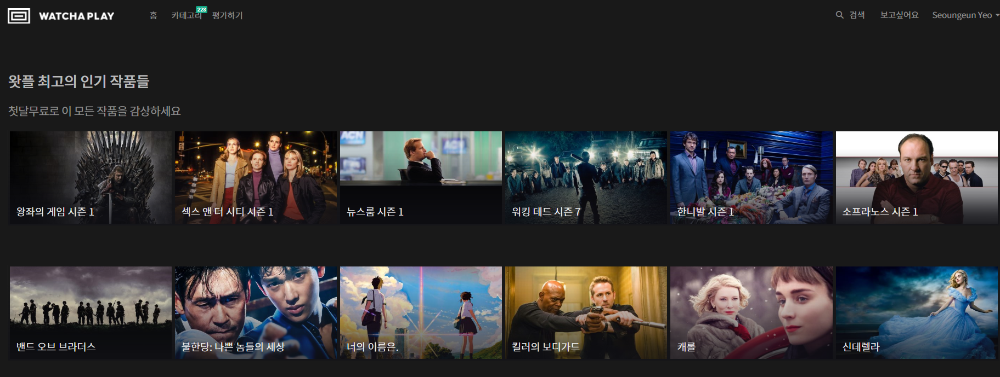 WATCHA PLAY
홈 카테고리 228 평가하기
검색 보고싶어요 Seoungeun Yeo
왓플 최고의 인기 작품들
첫달무료로 이 모든 작품을 감상하세요
ACN
ACN
왕좌의 게임 시즌 1
섹스 앤 더 시티 시즌 1
뉴스룸 시즌 1
워킹 데드 시즌 7
한니발 시즌 1
소프라노스 시즌 1
밴드 오브 브라더스
불한당: 나쁜 놈들의 세상
너의 이름은.
킬러의 보디가드
캐롤
신데렐라